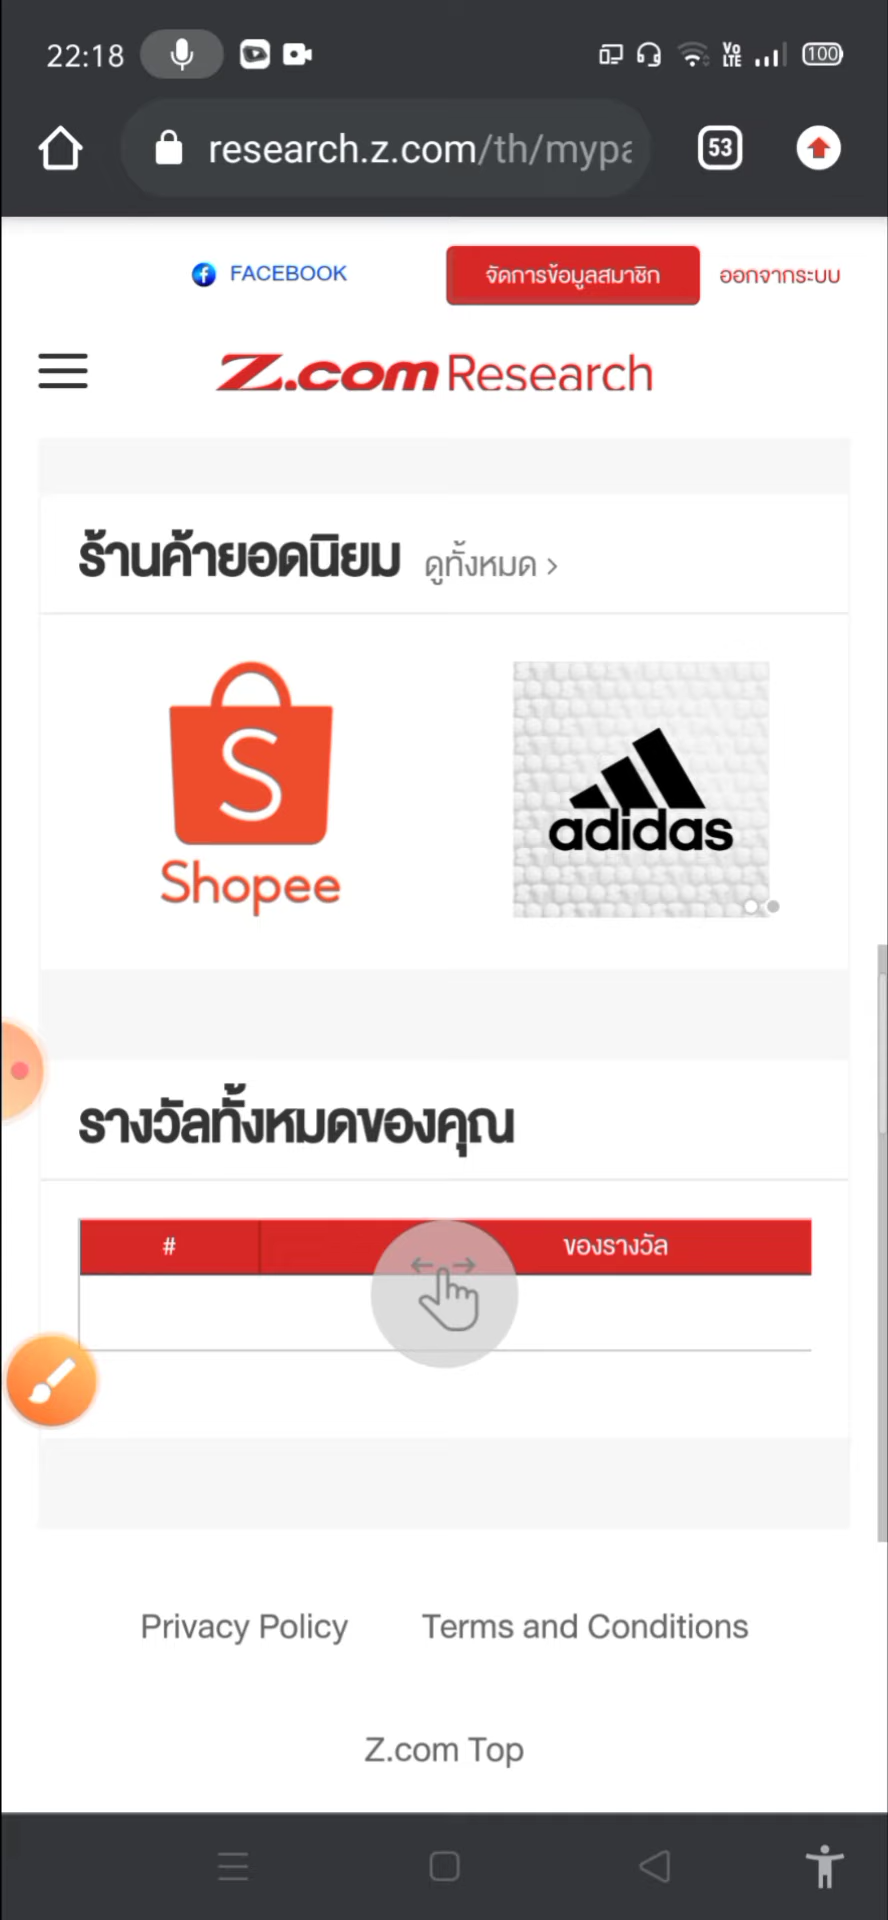 22:18
Vo LTE
100
research.z.com/th/mypa
53
FACEBOOK
จัดการข้อมูลสมาชิก
ออกจากระบบ
Z.com Research
ร้านค้ายอดนิยม ดูทั้งหมด >
S
Shopee
adidas
รางวัลทั้งหมดของคุณ
# ของรางวัล
Privacy Policy Terms and Conditions
Z.com Top